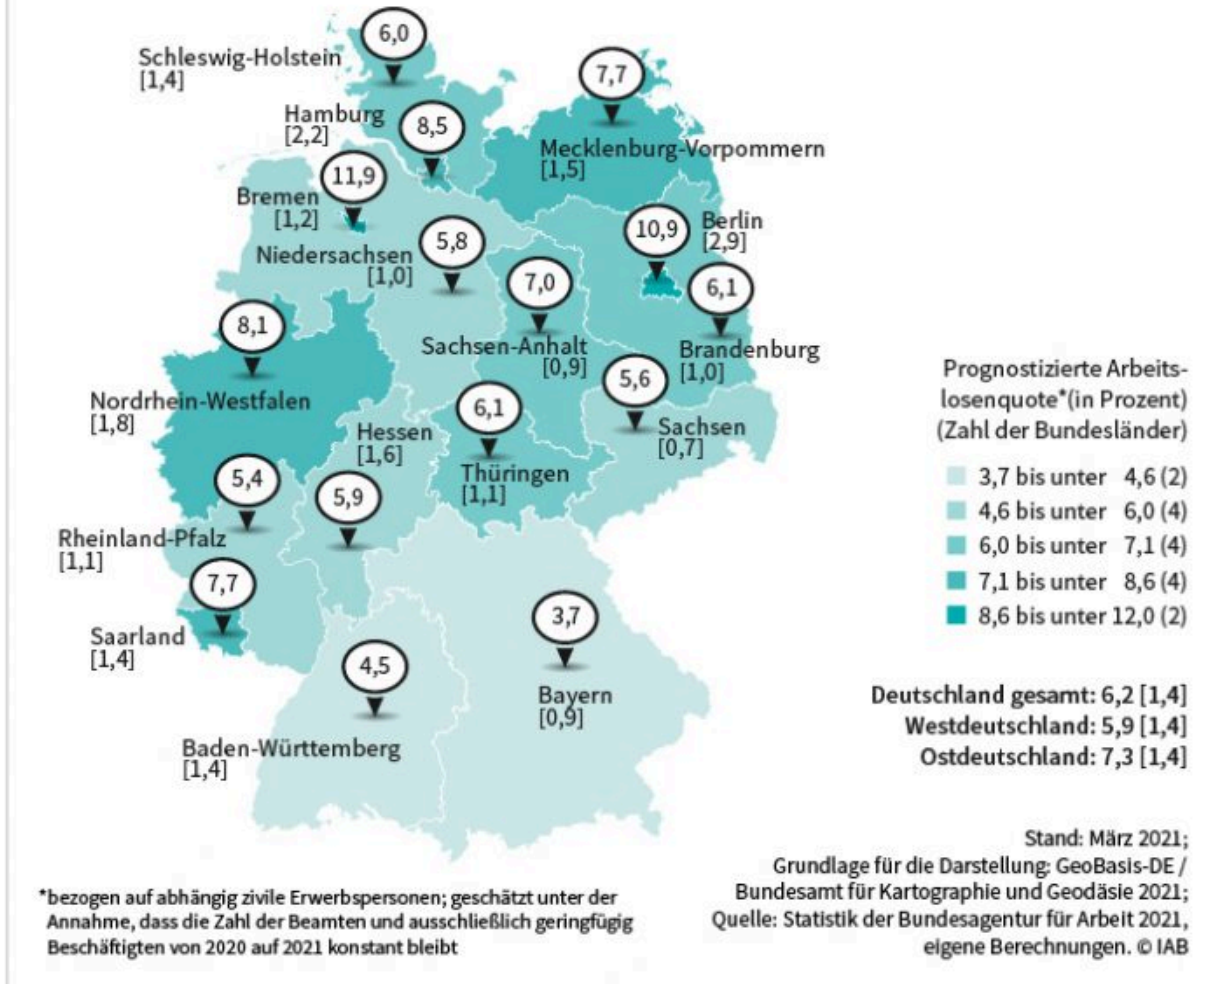 6,0
Schleswig-Holstein
[1,4]
7,7
Mecklenburg-Vorpommern
[1,5]
Hamburg
[2,2]
8,5
11,9
Bremen
[1,2]
10,9
Berlin
[2,9]
5,8
Niedersachsen
[1,0]
7,0
Sachsen-Anhalt
[0,9]
6,1
Brandenburg
[1,0]
8,1
Nordrhein-Westfalen
[1,8]
5,6
Sachsen
[0,7]
6,1
Thüringen
[1,1]
Hessen
[1,6]
5,9
5,4
Rheinland-Pfalz
[1,1]
7,7
Saarland
[1,4]
4,5
Baden-Württemberg
[1,4]
3,7
Bayern
[0,9]
Prognostizierte Arbeits-
losenquote*(in Prozent)
(Zahl der Bundesländer)
3,7 bis unter 4,6 (2)
4,6 bis unter 6,0 (4)
6,0 bis unter 7,1 (4)
7,1 bis unter 8,6 (4)
8,6 bis unter 12,0 (2)
Deutschland gesamt: 6,2 [1,4]
Westdeutschland: 5,9 [1,4]
Ostdeutschland: 7,3 [1,4]
*bezogen auf abhängig zivile Erwerbspersonen; geschätzt unter der
Annahme, dass die Zahl der Beamten und ausschließlich geringfügig
Beschäftigten von 2020 auf 2021 konstant bleibt
Stand: März 2021;
Grundlage für die Darstellung: GeoBasis-DE /
Bundesamt für Kartographie und Geodäsie 2021;
Quelle: Statistik der Bundesagentur für Arbeit 2021,
eigene Berechnungen. © IAB